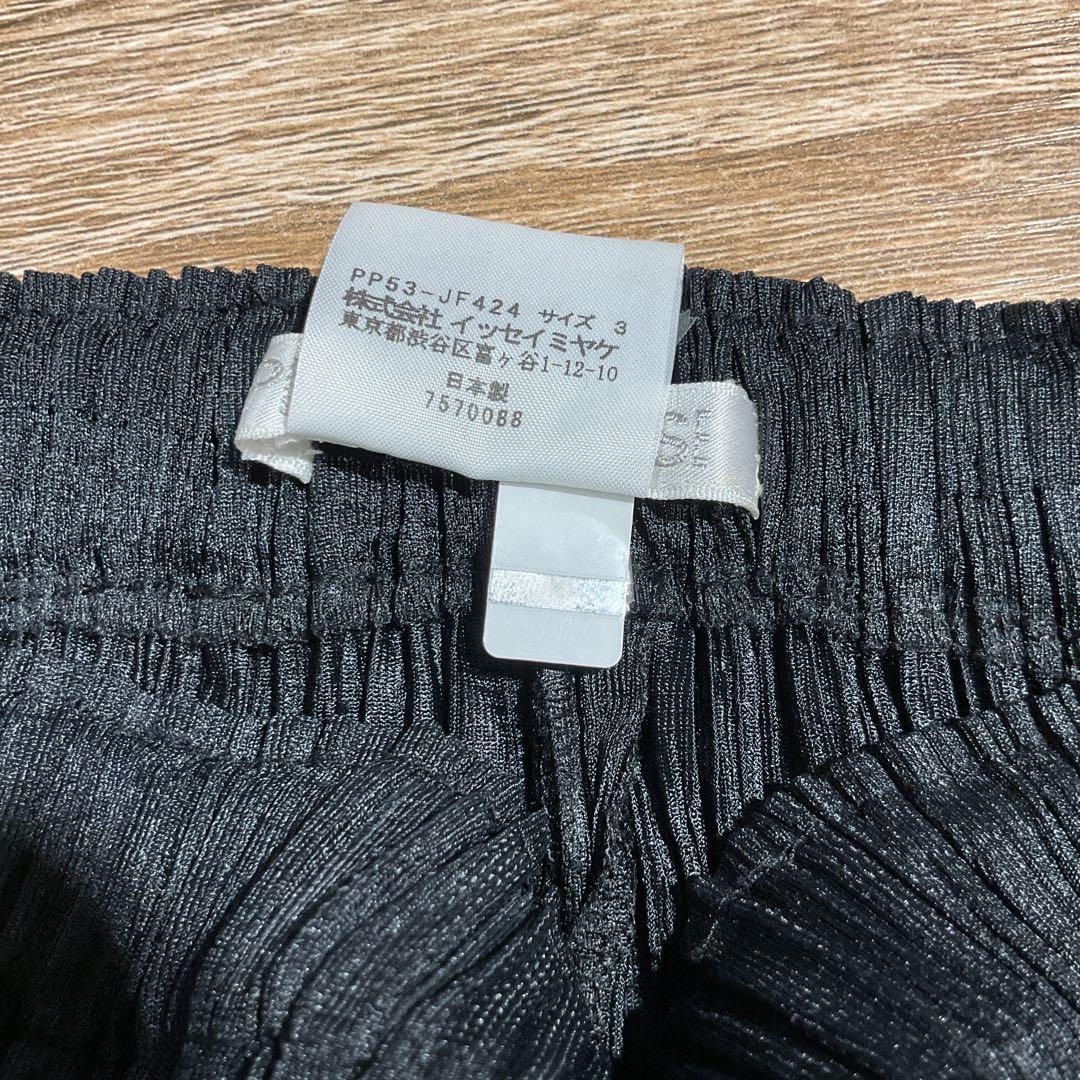 PP53-JF424 サイズ 3
株式会社 イッセイミヤケ
東京都渋谷区富ヶ谷1-12-10
日本製
7570088